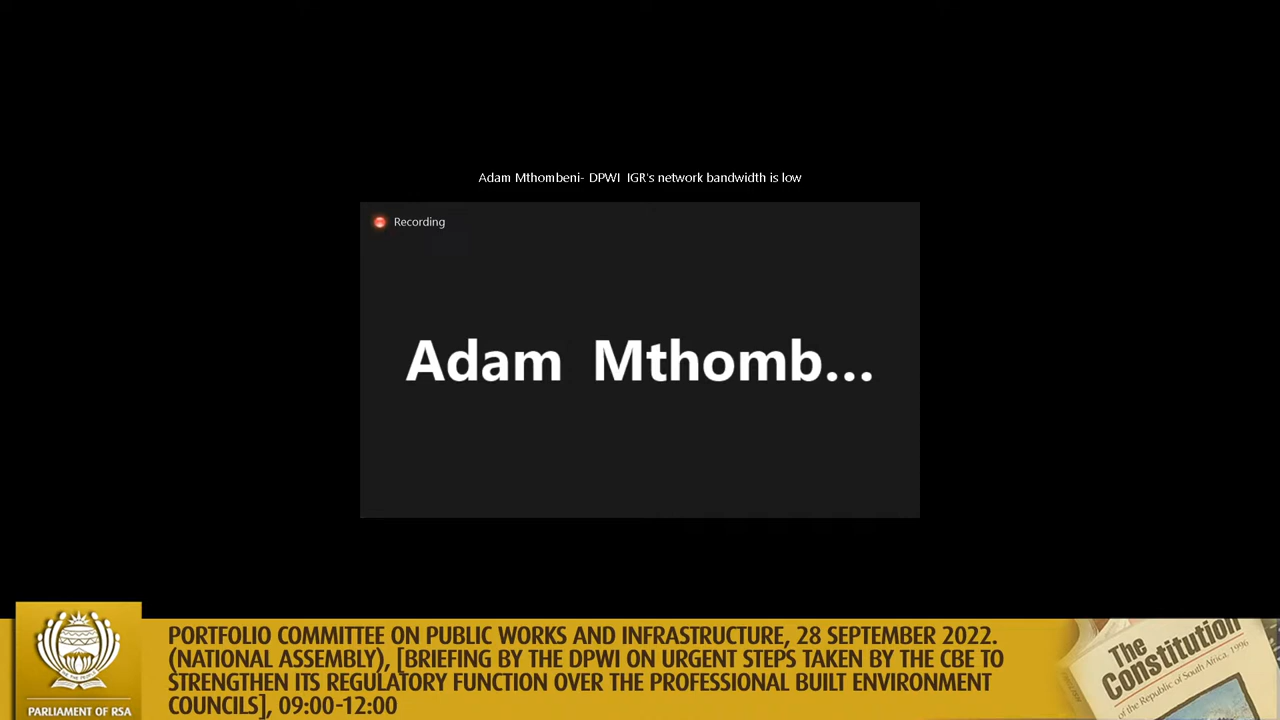 Adam Mthombeni- DPWI IGR's network bandwidth is low
Recording
Adam Mthomb...
PORTFOLIO COMMITTEE ON PUBLIC WORKS AND INFRASTRUCTURE, 28 SEPTEMBER 2022.
(NATIONAL ASSEMBLY), [BRIEFING BY THE DPWI ON URGENT STEPS TAKEN BY THE CBE TO
STRENGTHEN ITS REGULATORY FUNCTION OVER THE PROFESSIONAL BUILT ENVIRONMENT
COUNCILS], 09:00-12:00
PARLIAMENT OF RSA
The
Constitution
of the Republic of South Africa, 1996